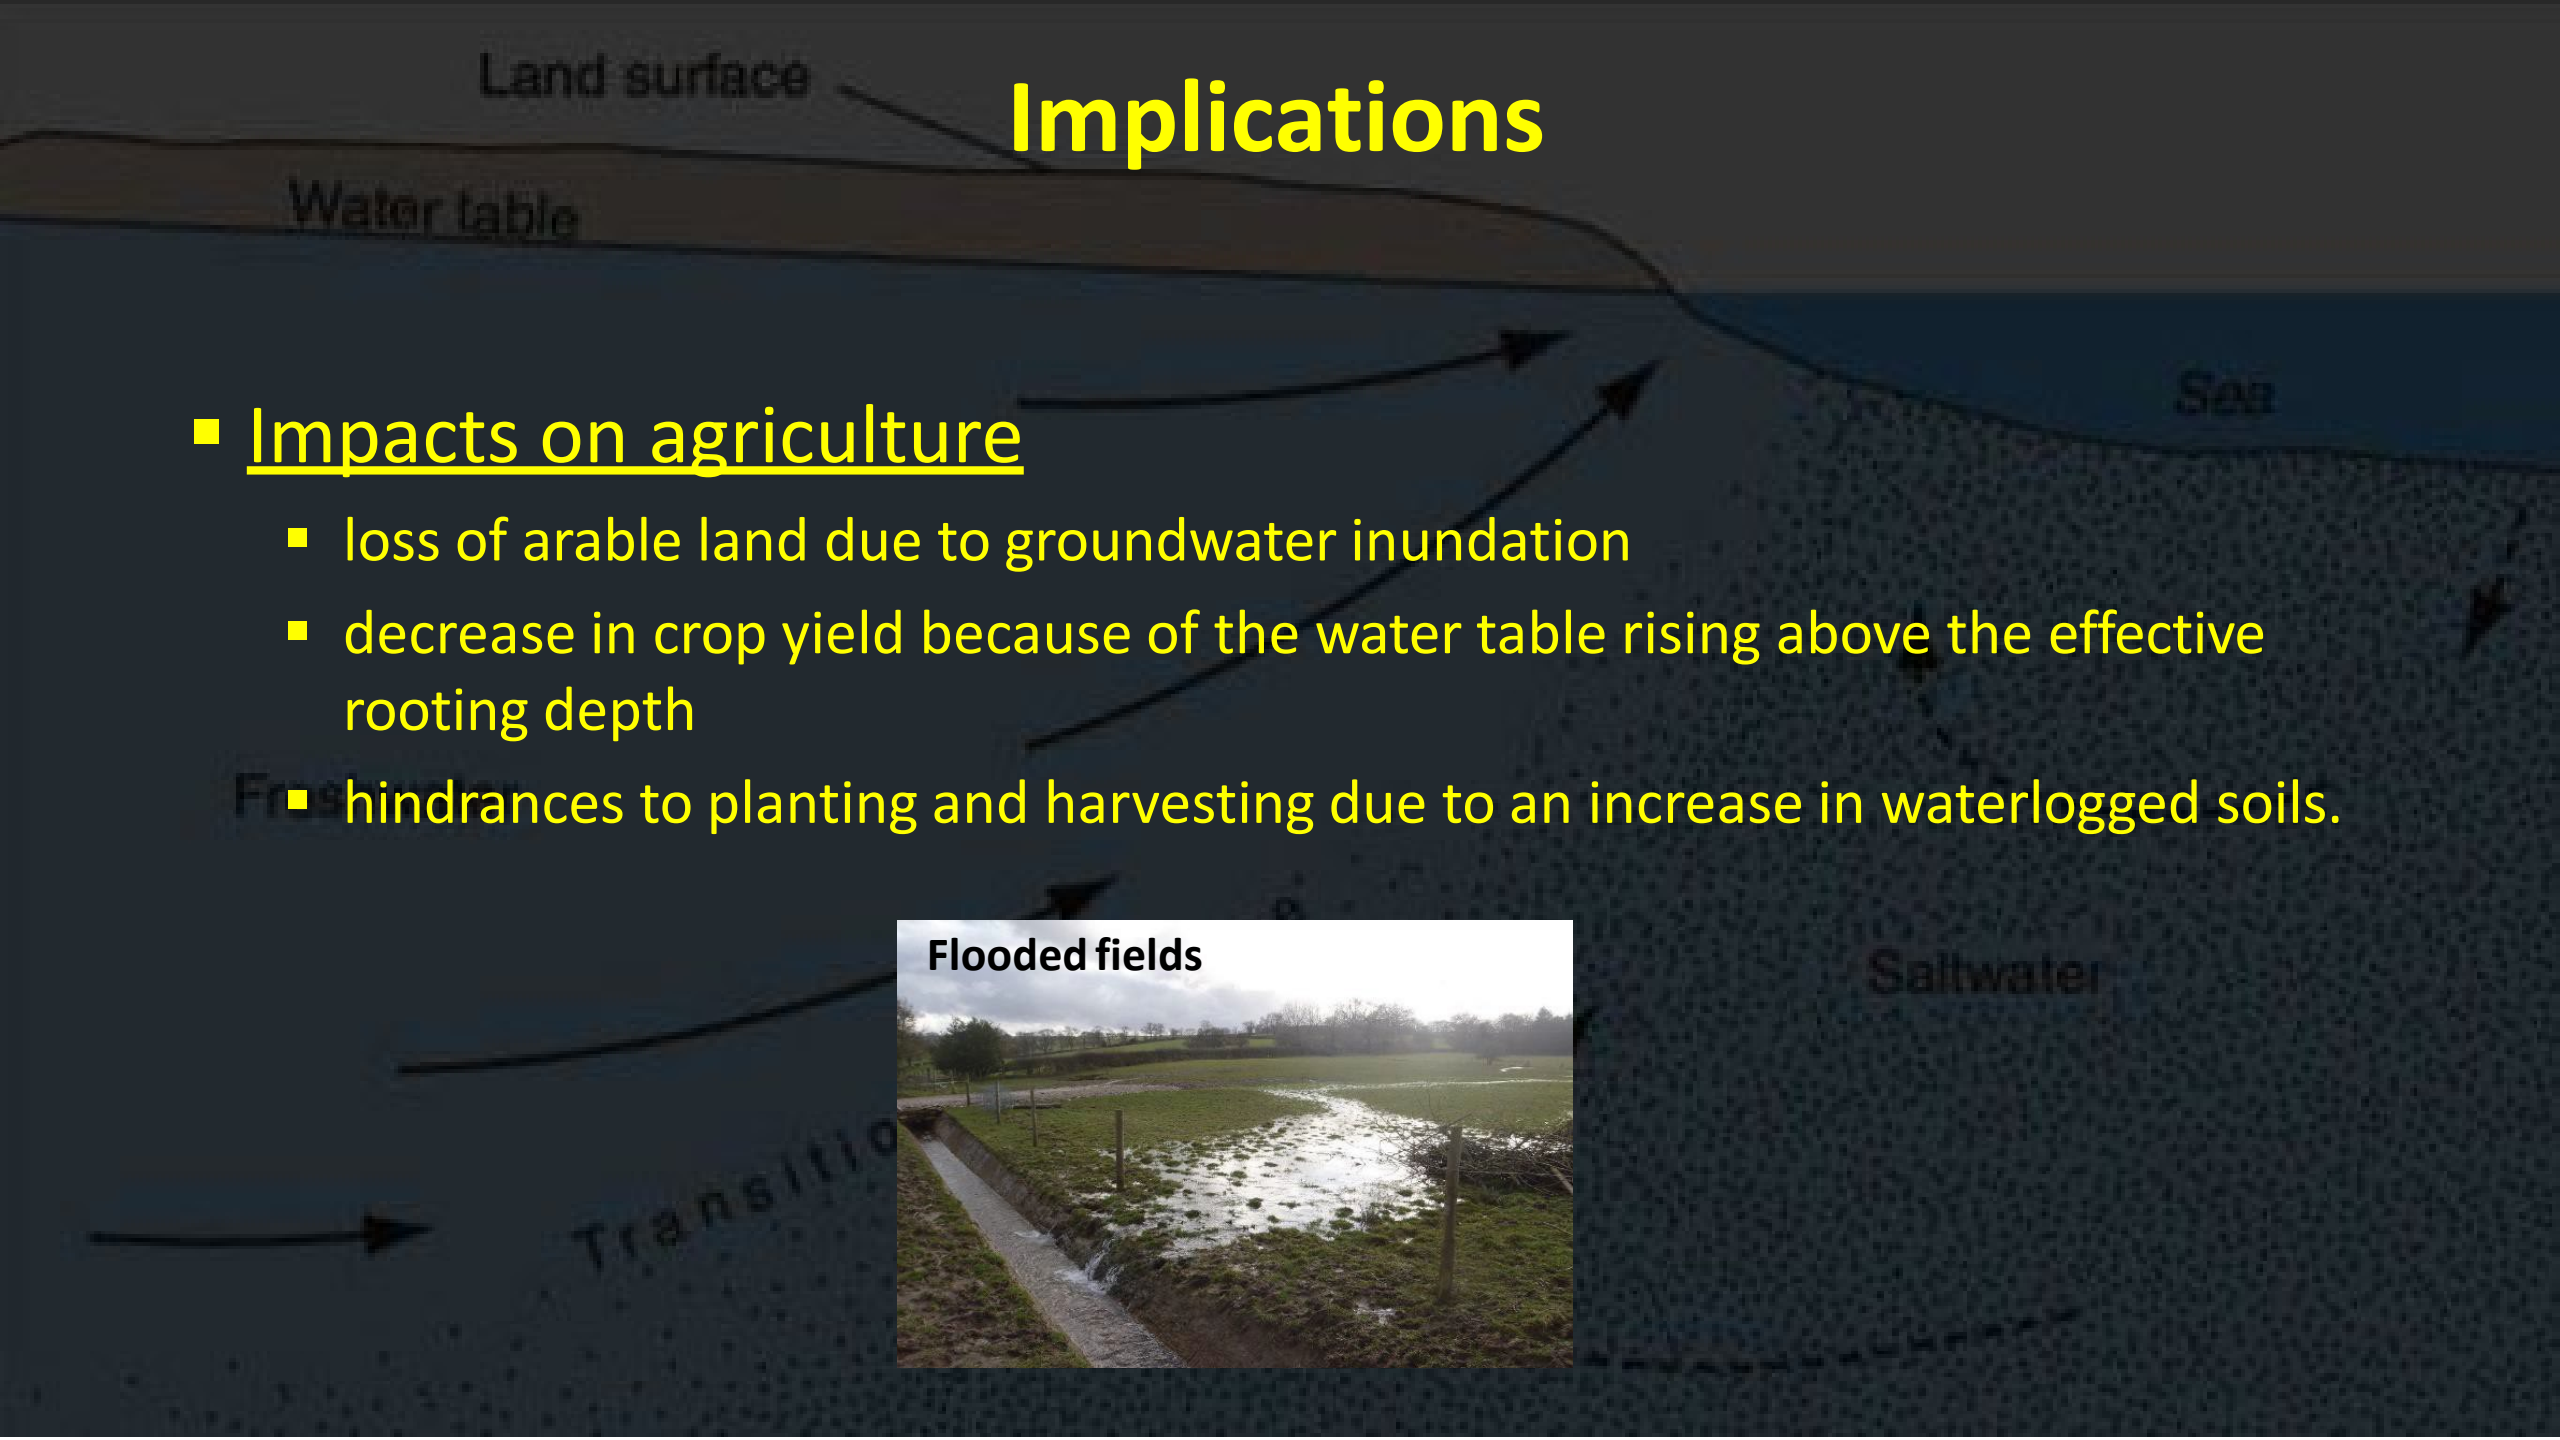 Land surface
Implications
Water table
Sea
Impacts on agriculture
loss of arable land due to groundwater inundation
decrease in crop yield because of the water table rising above the effective
rooting depth
hindrances to planting and harvesting due to an increase in waterlogged soils.
Flooded fields
Saltwater